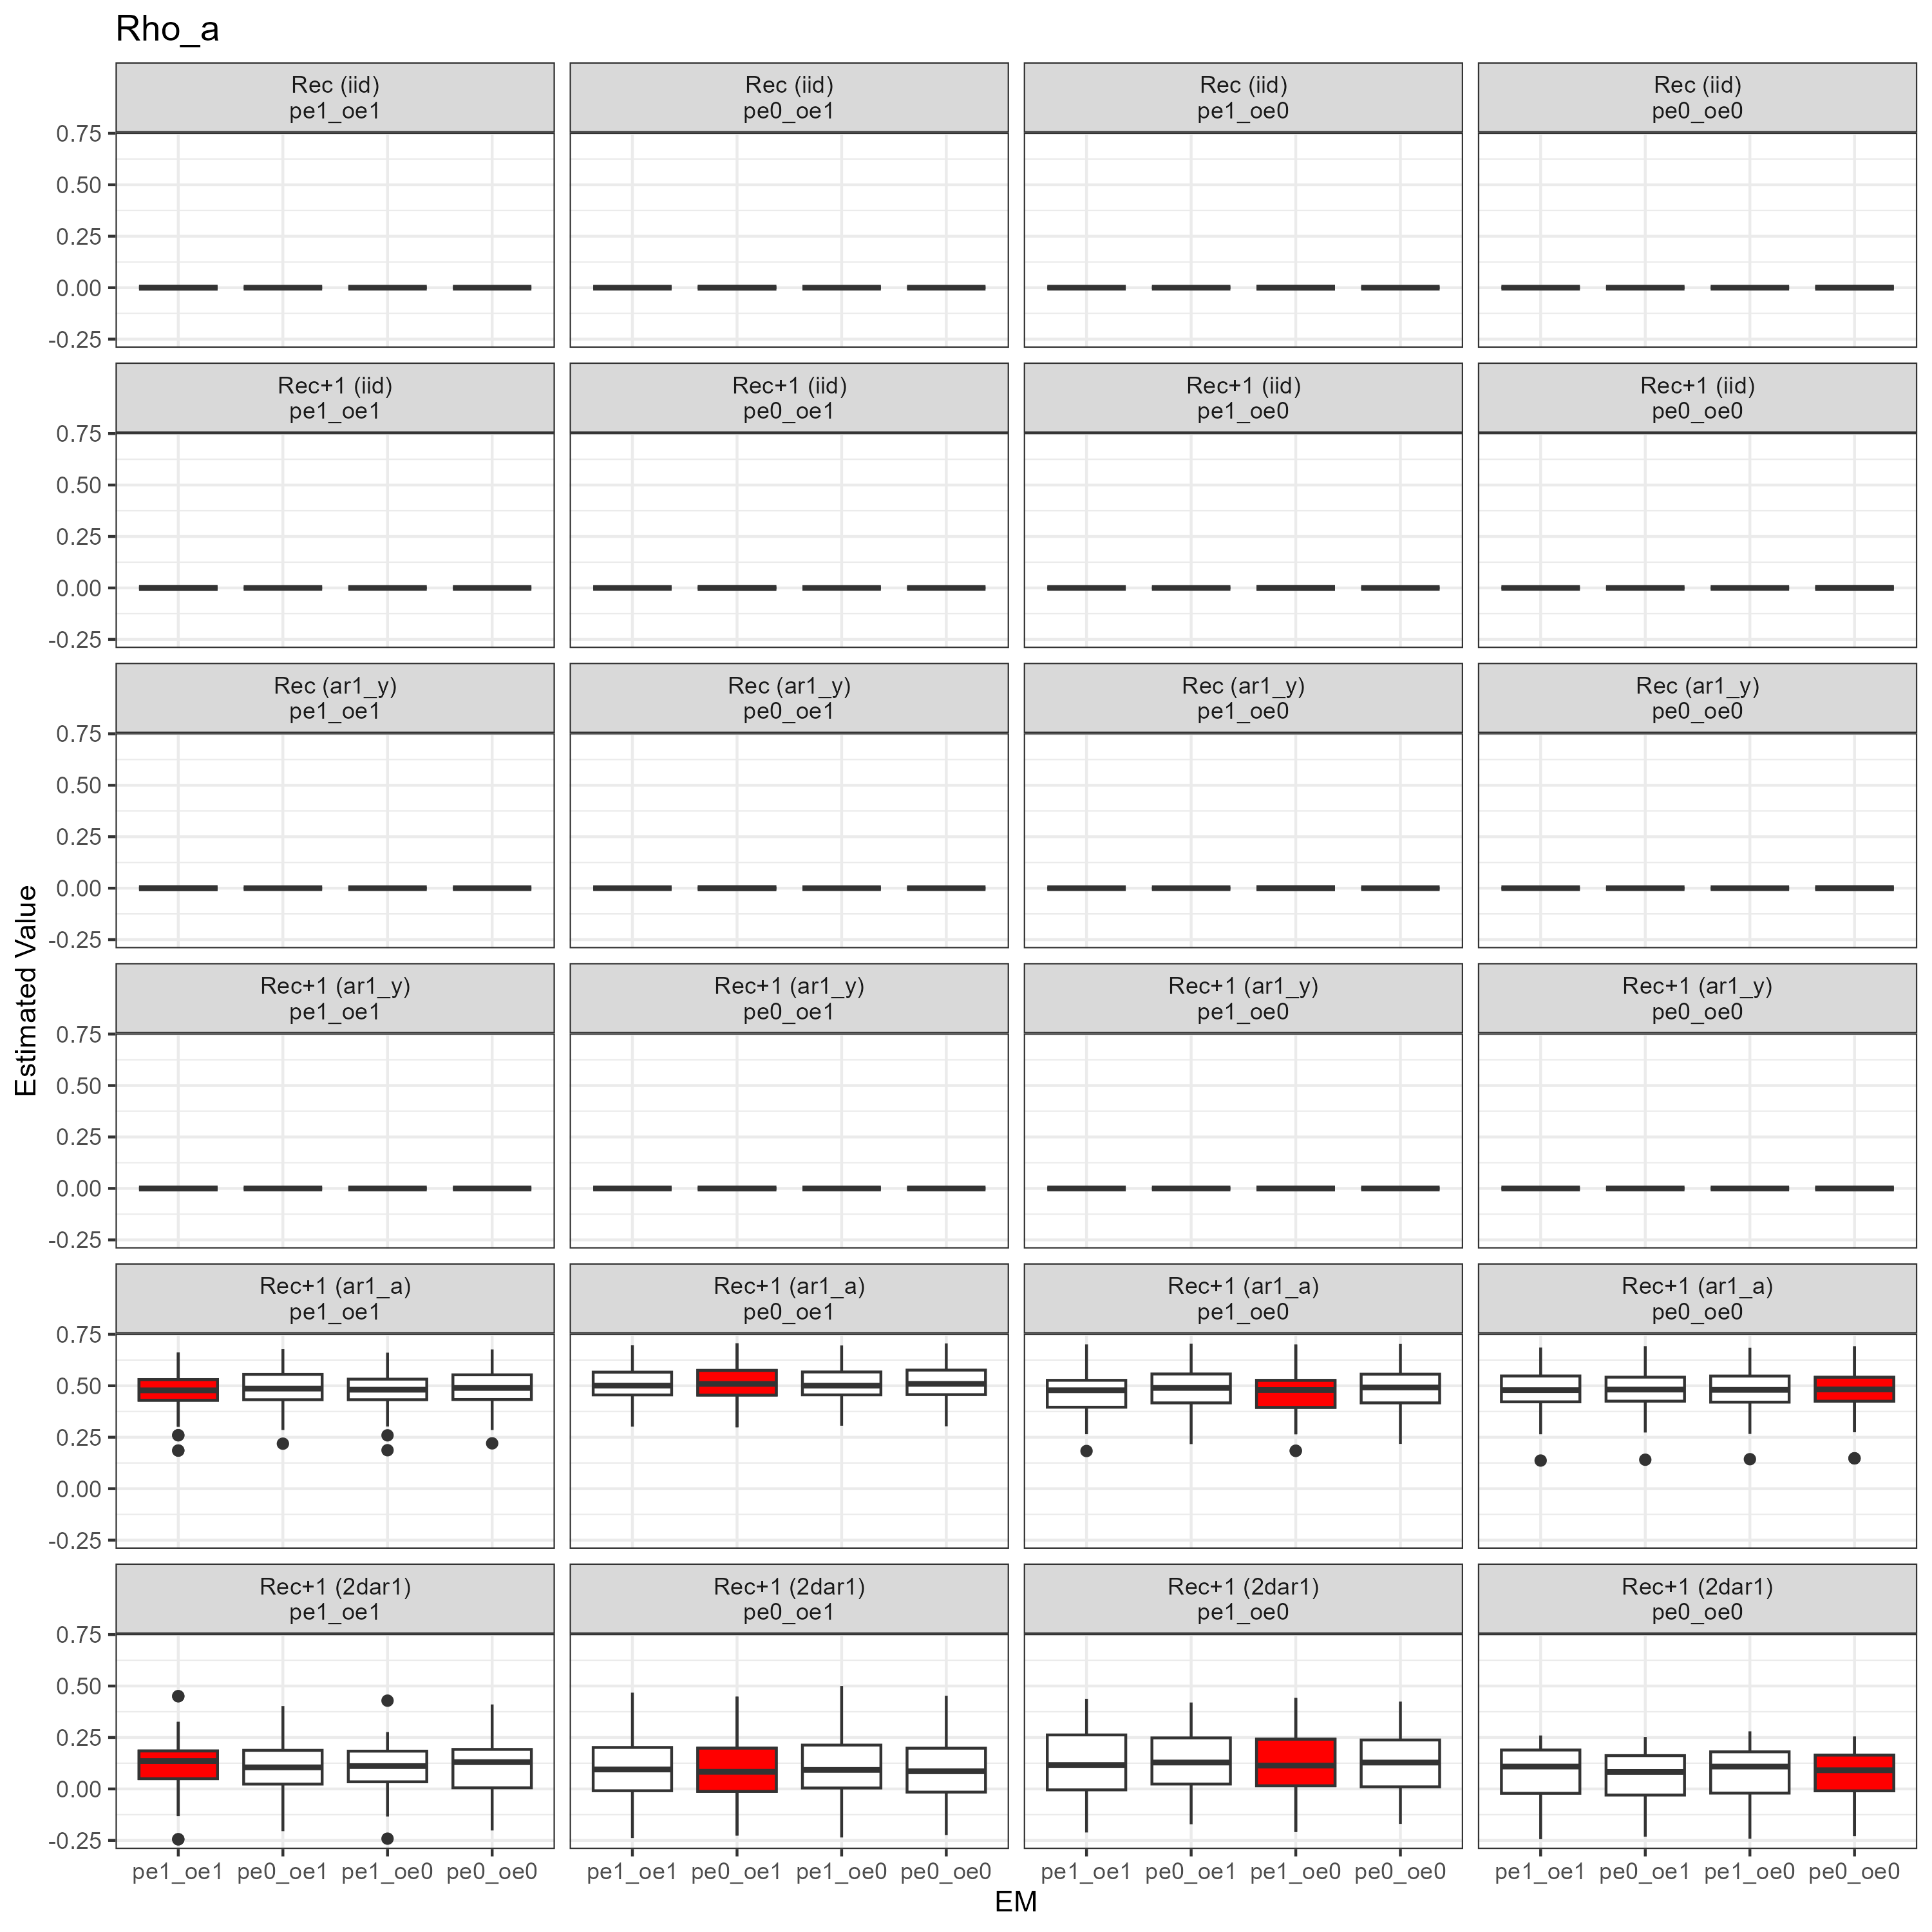 Rho_a
Rec (iid)
pe1_oe1
Rec (iid)
pe0_oe1
Rec (iid)
pe1_oe0
Rec (iid)
pe0_oe0
0.75
0.50
0.25
0.00
-0.25
Rec+1 (iid)
pe1_oe1
Rec+1 (iid)
pe0_oe1
Rec+1 (iid)
pe1_oe0
Rec+1 (iid)
pe0_oe0
0.75
0.50
0.25
0.00
-0.25
Rec (ar1_y)
pe1_oe1
Rec (ar1_y)
pe0_oe1
Rec (ar1_y)
pe1_oe0
Rec (ar1_y)
pe0_oe0
0.75
0.50
0.25
0.00
-0.25
Estimated Value
Rec+1 (ar1_y)
pe1_oe1
Rec+1 (ar1_y)
pe0_oe1
Rec+1 (ar1_y)
pe1_oe0
Rec+1 (ar1_y)
pe0_oe0
0.75
0.50
0.25
0.00
-0.25
Rec+1 (ar1_a)
pe1_oe1
Rec+1 (ar1_a)
pe0_oe1
Rec+1 (ar1_a)
pe1_oe0
Rec+1 (ar1_a)
pe0_oe0
0.75
0.50
0.25
0.00
-0.25
Rec+1 (2dar1)
pe1_oe1
Rec+1 (2dar1)
pe0_oe1
Rec+1 (2dar1)
pe1_oe0
Rec+1 (2dar1)
pe0_oe0
0.75
0.50
0.25
0.00
-0.25
pe1_oe1 pe0_oe1 pe1_oe0 pe0_oe0
pe1_oe1 pe0_oe1 pe1_oe0 pe0_oe0
pe1_oe1 pe0_oe1 pe1_oe0 pe0_oe0
pe1_oe1 pe0_oe1 pe1_oe0 pe0_oe0
EM